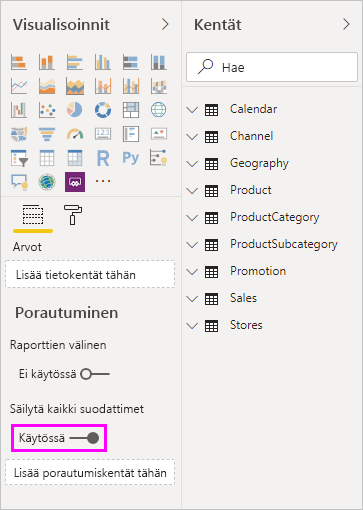 Visualisoinnit
123
R
Py
Arvot
Lisää tietokentät tähän
Porautuminen
Raporttien välinen
Ei käytössä
Säilytä kaikki suodattimet
Käytössä
Lisää porautumiskentät tähän
Kentät
Hae
Calendar
Channel
Geography
Product
ProductCategory
ProductSubcategory
Promotion
Sales
Stores